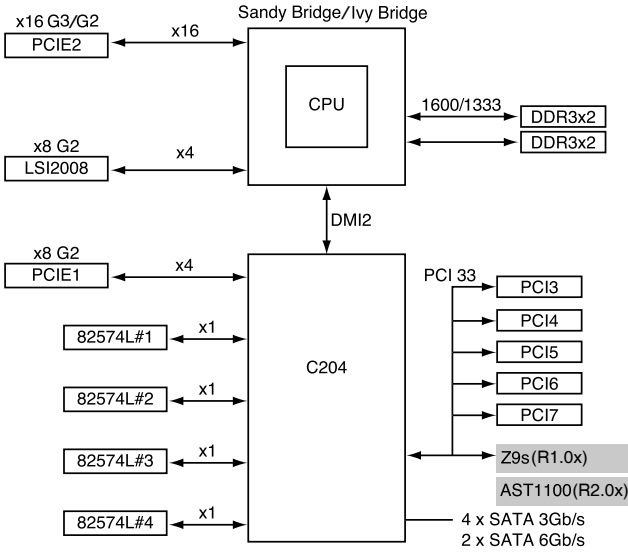 Sandy Bridge/Ivy Bridge
x16 G3/G2
PCIE2
x16
CPU
1600/1333
DDR3x2
DDR3x2
x8 G2
LSI2008
x4
DMI2
x8 G2
PCIE1
x4
PCI 33
PCI3
82574L#1
x1
PCI4
C204
PCI5
82574L#2
x1
PCI6
PCI7
82574L#3
x1
Z9s(R1.0x)
AST1100(R2.0x)
82574L#4
x1
4 x SATA 3Gb/s
2 x SATA 6Gb/s